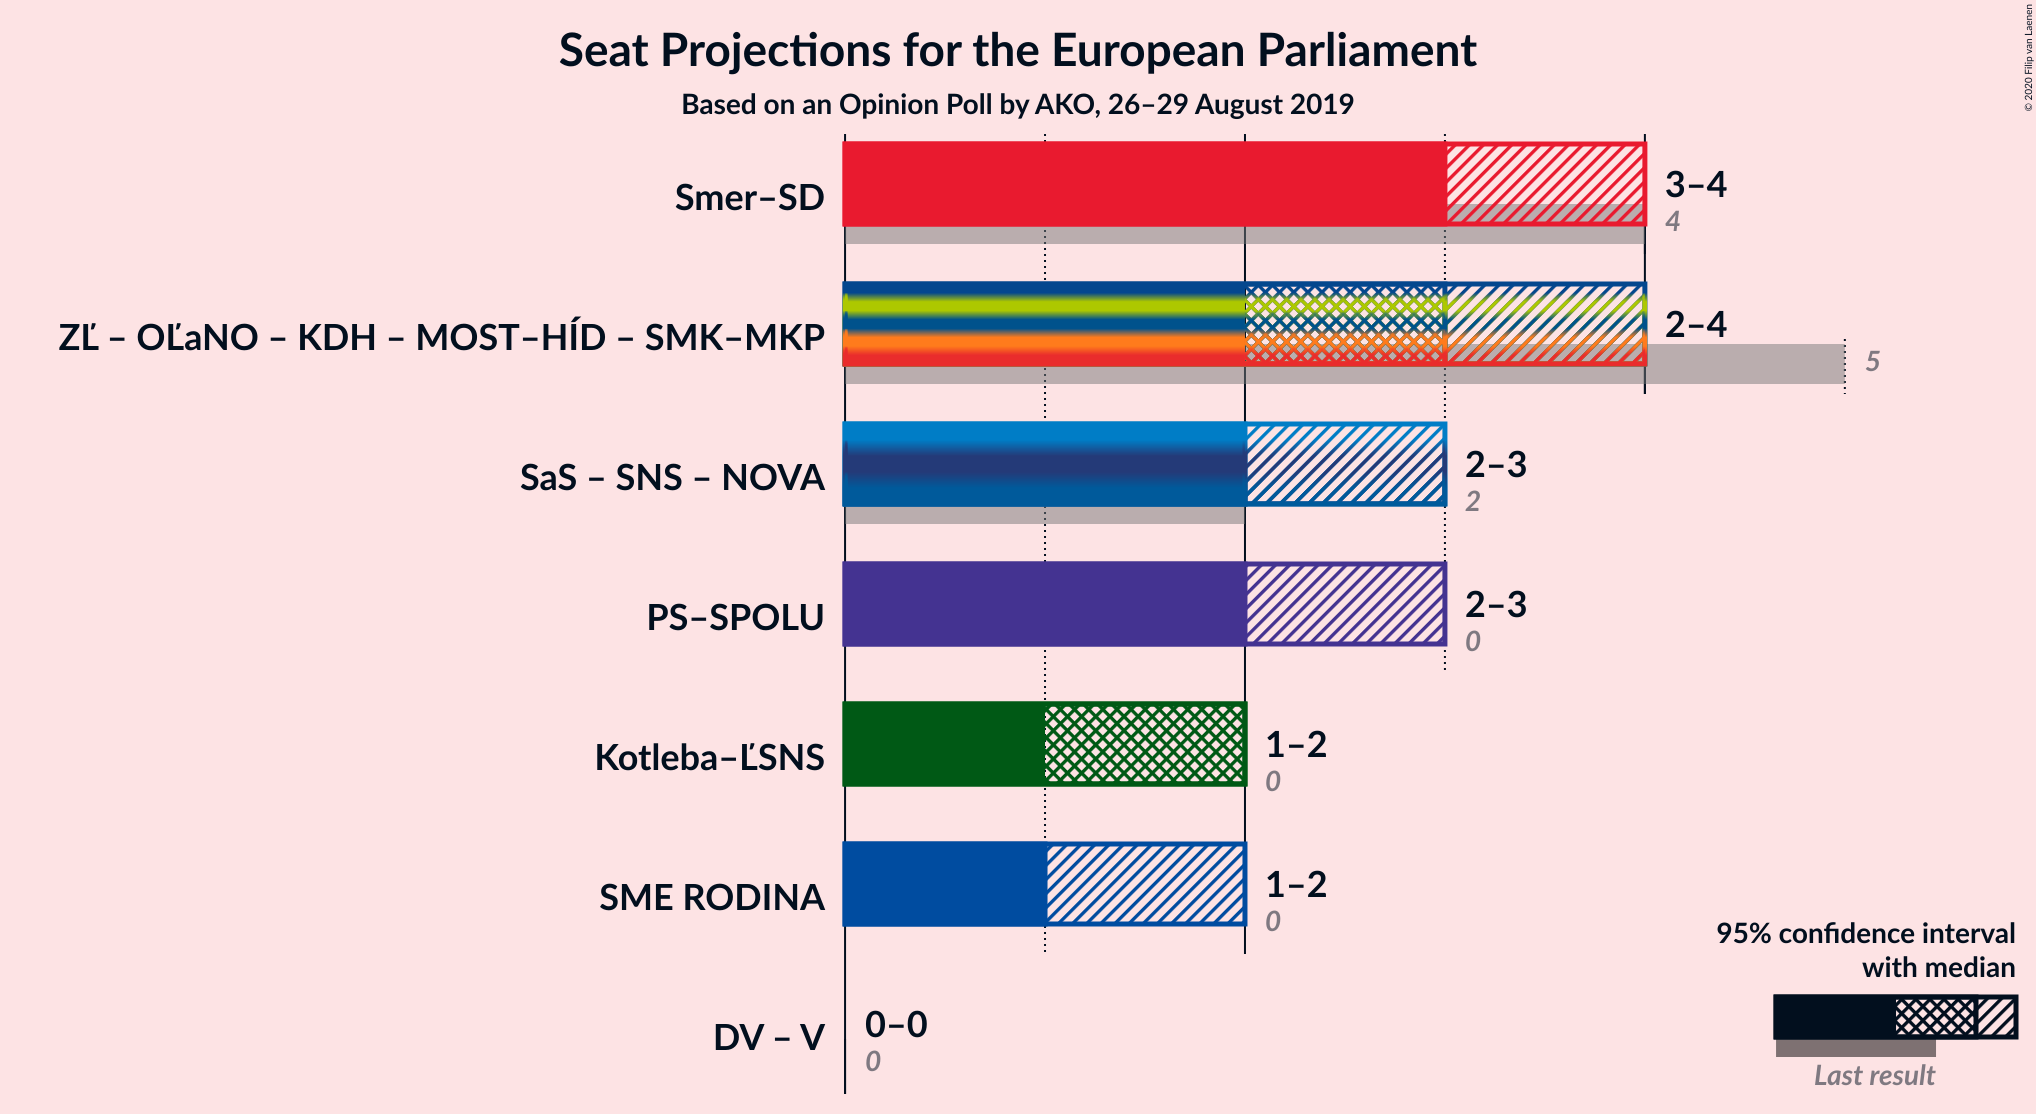 Seat Projections for the European Parliament
Based on an Opinion Poll by AKO, 26–29 August 2019
© 2020 Filip van Laenen
Smer–SD
3–4
4
ZĽ – OĽaNO – KDH – MOST–HÍD – SMK–MKP
2–4
5
SaS – SNS – NOVA
2–3
2
PS–SPOLU
2–3
0
Kotleba–ĽSNS
1–2
0
SME RODINA
1–2
0
DV – V
0–0
0
95% confidence interval
with median
Last result